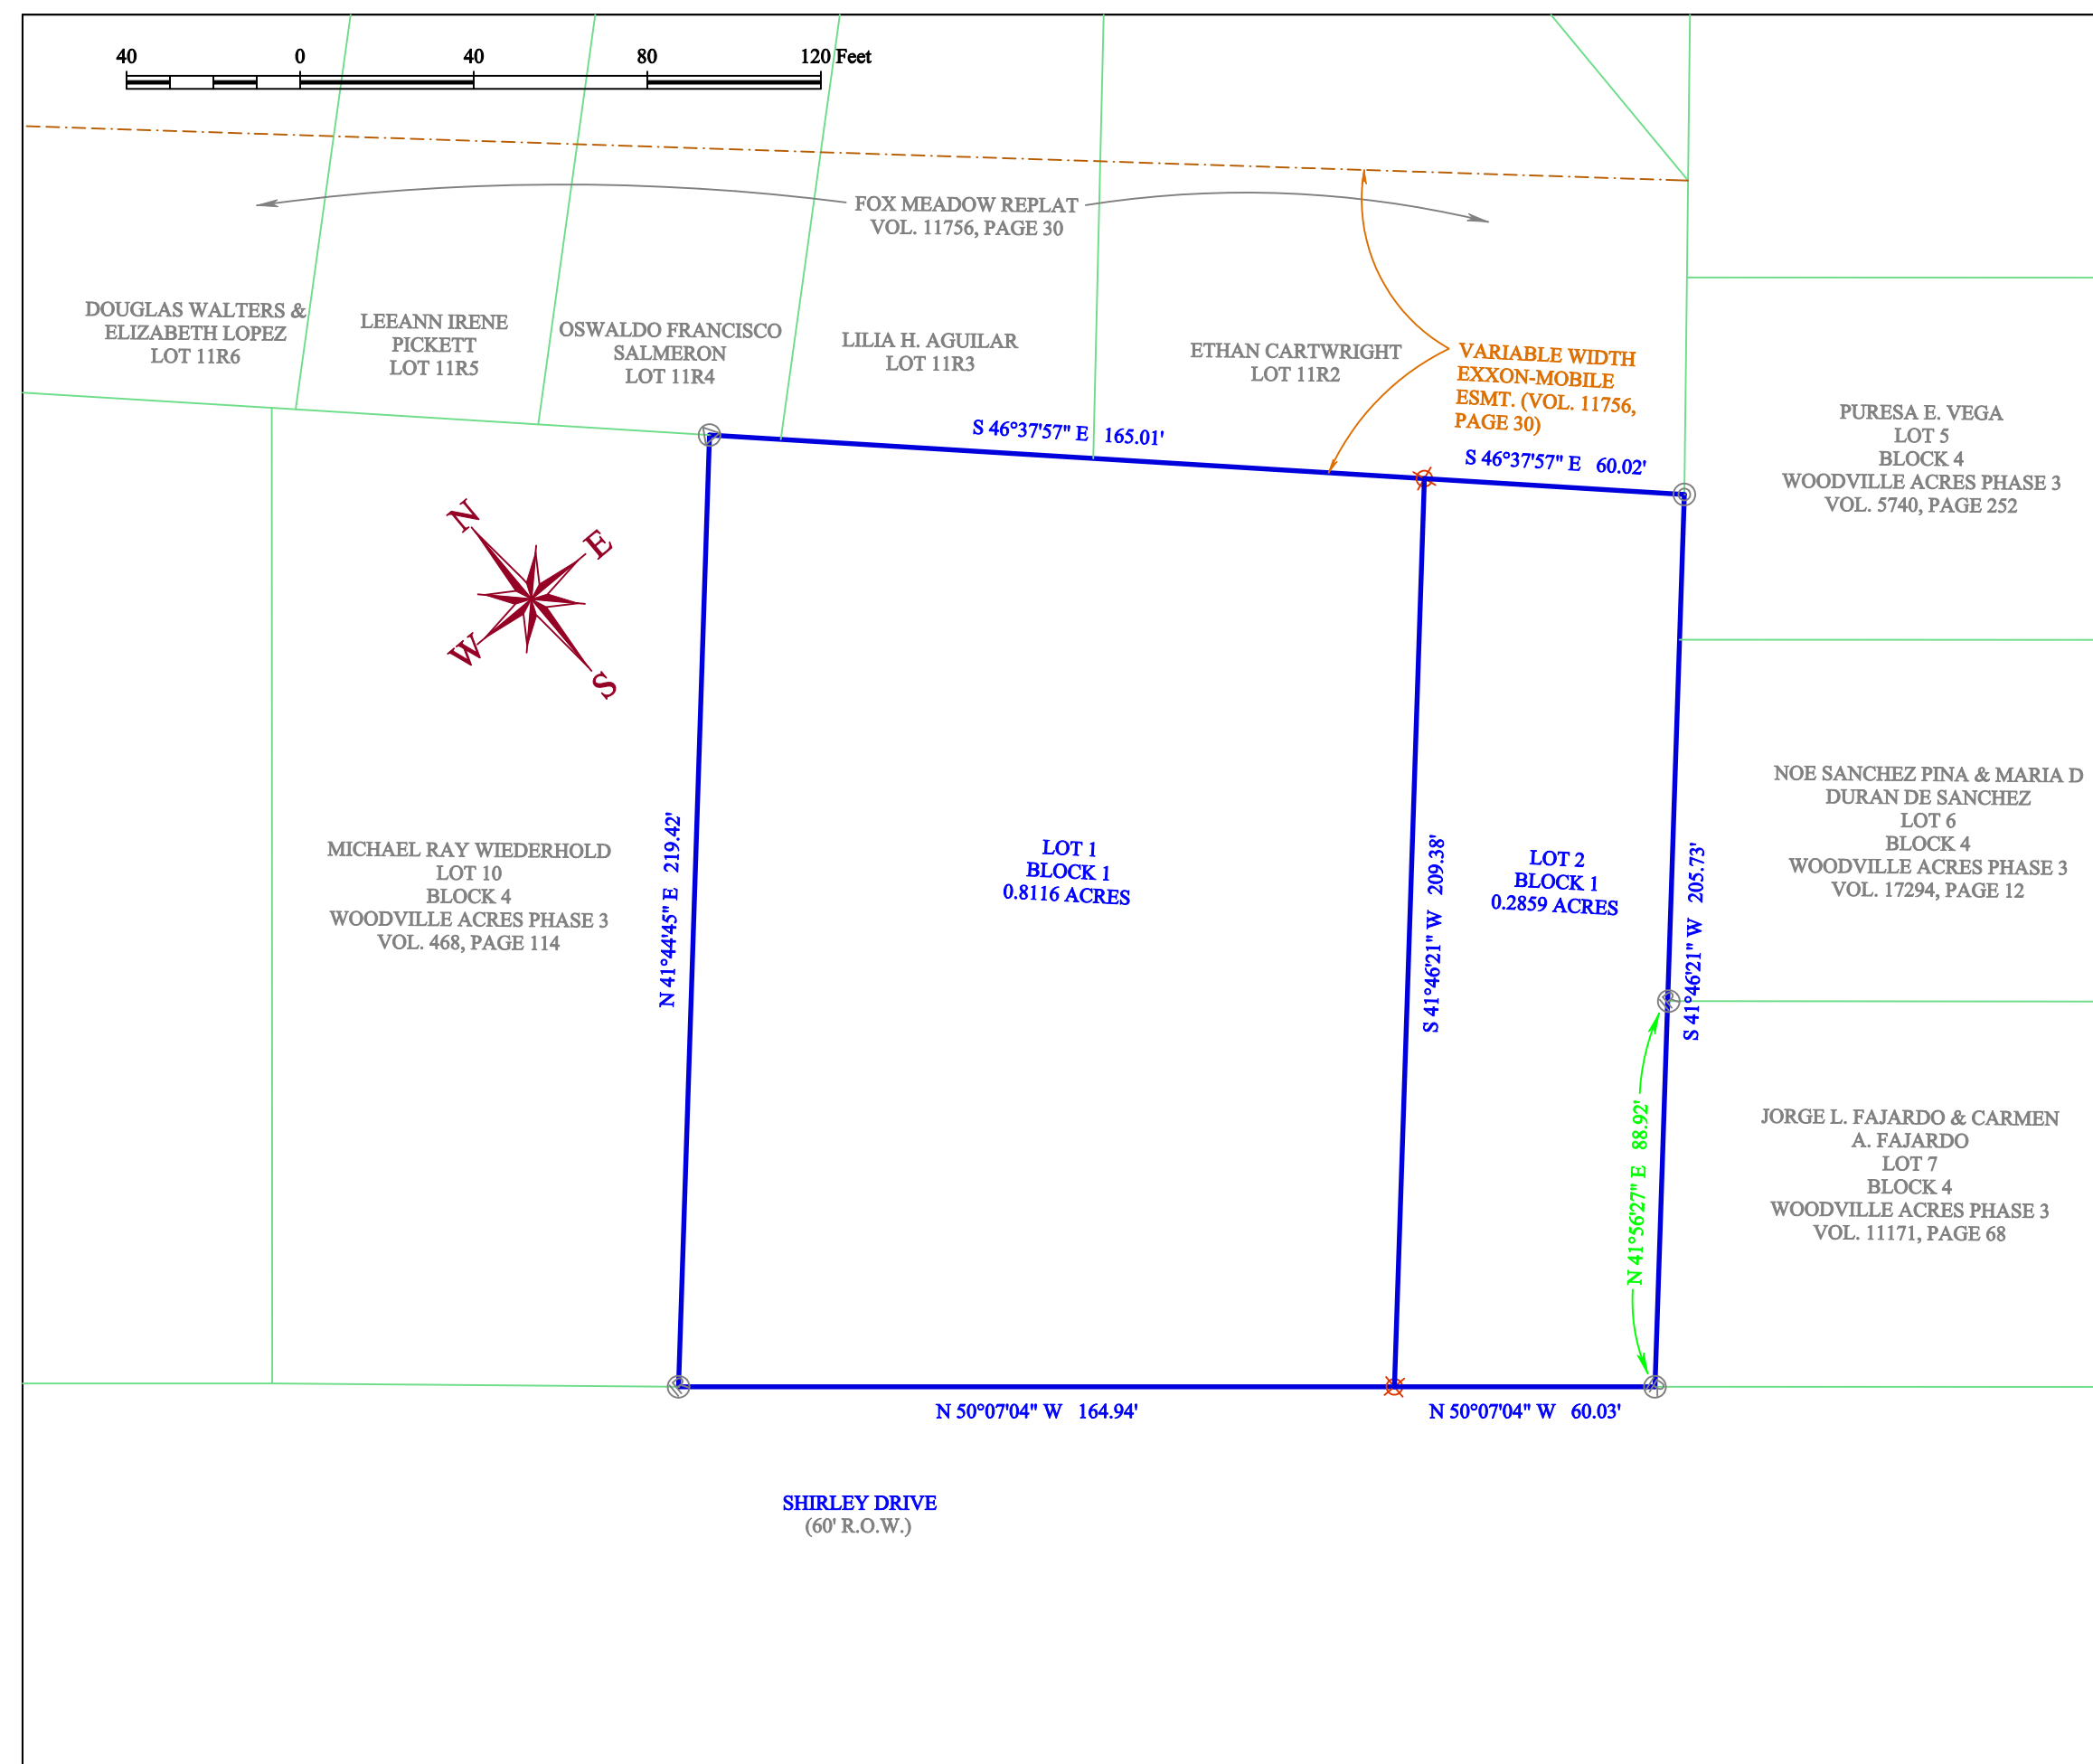 40 0 40 80 120 Feet
FOX MEADOW REPLAT
VOL. 11756, PAGE 30
DOUGLAS WALTERS &
ELIZABETH LOPEZ
LOT 11R6
LEEANN IRENE
PICKETT
LOT 11R5
OSWALDO FRANCISCO
SALMERON
LOT 11R4
LILIA H. AGUILAR
LOT 11R3
ETHAN CARTWRIGHT
LOT 11R2
VARIABLE WIDTH
EXXON-MOBILE
ESMT. (VOL. 11756,
PAGE 30)
S 46°37'57" E 165.01'
S 46°37'57" E 60.02'
PURESA E. VEGA
LOT 5
BLOCK 4
WOODVILLE ACRES PHASE 3
VOL. 5740, PAGE 252
N
E
W
S
MICHAEL RAY WIEDERHOLD
LOT 10
BLOCK 4
WOODVILLE ACRES PHASE 3
VOL. 468, PAGE 114
N 41°44'45" E 219.42'
LOT 1
BLOCK 1
0.8116 ACRES
S 41°46'21" W 209.38'
LOT 2
BLOCK 1
0.2859 ACRES
S 41°46'21" W 205.73'
NOE SANCHEZ PINA & MARIA D
DURAN DE SANCHEZ
LOT 6
BLOCK 4
WOODVILLE ACRES PHASE 3
VOL. 17294, PAGE 12
N 41°56'27" E 88.92'
JORGE L. FAJARDO & CARMEN
A. FAJARDO
LOT 7
BLOCK 4
WOODVILLE ACRES PHASE 3
VOL. 11171, PAGE 68
N 50°07'04" W 164.94'
N 50°07'04" W 60.03'
SHIRLEY DRIVE
(60' R.O.W.)